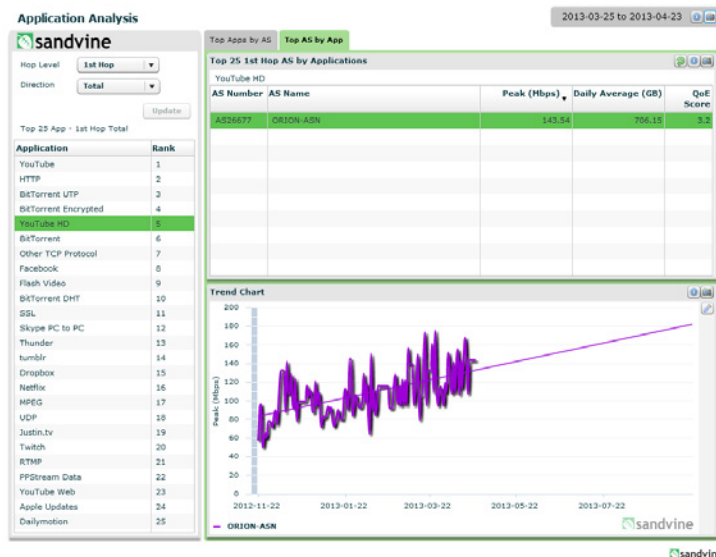 Application Analysis
2013-03-25 to 2013-04-23
sandvine
Hop Level 1st Hop
Direction Total
Update
Top 25 App - 1st Hop Total
Application Rank
YouTube 1
HTTP 2
BitTorrent UTP 3
BitTorrent Encrypted 4
YouTube HD 5
BitTorrent 6
Other TCP Protocol 7
Facebook 8
Flash Video 9
BitTorrent DHT 10
SSL 11
Skype PC to PC 12
Thunder 13
tumblr 14
Dropbox 15
Netflix 16
MPEG 17
UDP 18
Justin.tv 19
Twitch 20
RTMP 21
PPStream Data 22
YouTube Web 23
Apple Updates 24
Dailymotion 25
Top Apps by AS Top AS by App
Top 25 1st Hop AS by Applications
YouTube HD
AS Number AS Name Peak (Mbps) Daily Average (GB) QoE Score
AS26677 ORION-ASN 143.54 706.15 3.2
Trend Chart
Peak (Mbps)
200
180
160
140
120
100
80
60
40
20
0
2012-11-22 2013-01-22 2013-03-22 2013-05-22 2013-07-22
ORION-ASN
sandvine
sandvine